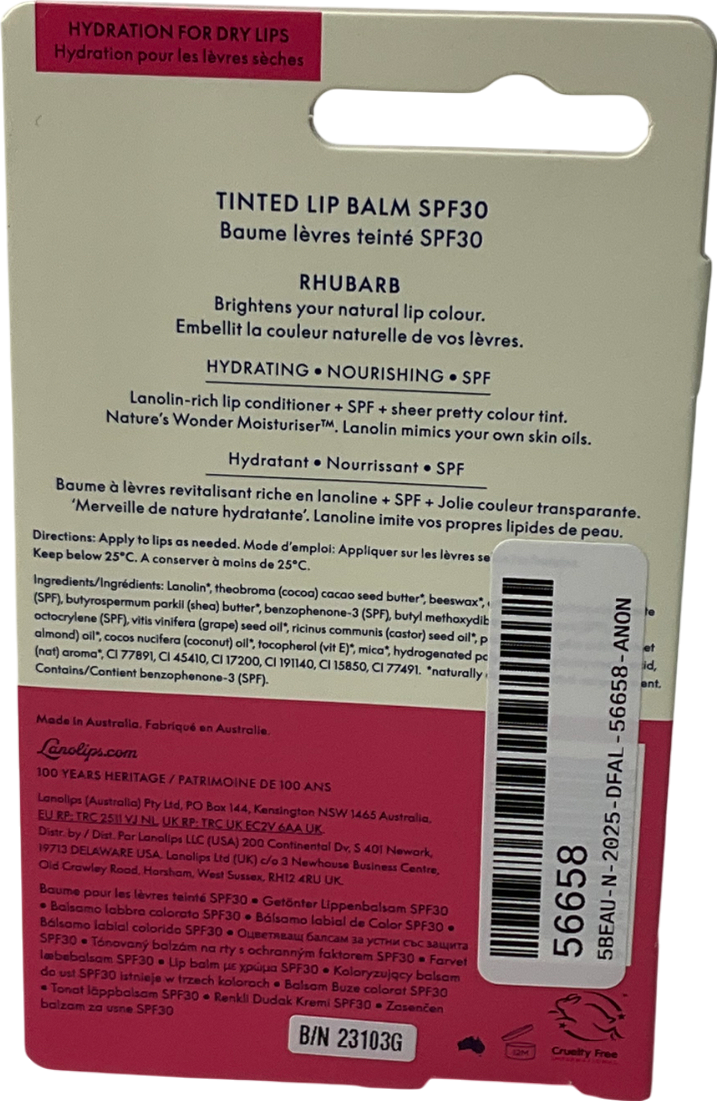 HYDRATION FOR DRY LIPS
Hydration pour les lèvres sèches
TINTED LIP BALM SPF30
Baume lèvres teinté SPF30
RHUBARB
Brightens your natural lip colour.
Embellit la couleur naturelle de vos lèvres.
HYDRATING • NOURISHING • SPF
Lanolin-rich lip conditioner + SPF + sheer pretty colour tint.
Nature's Wonder Moisturiser™. Lanolin mimics your own skin oils.
Hydratant • Nourrissant • SPF
Baume à lèvres revitalisant riche en lanoline + SPF + Jolie couleur transparante.
'Merveille de nature hydratante'. Lanoline imite vos propres lipides de peau.
Directions: Apply to lips as needed. Mode d'emploi: Appliquer sur les lèvres se
Keep below 25°C. A conserver à moins de 25°C.
Ingredients/Ingrédients: Lanolin*, theobroma (cocoa) cacao seed butter*, beeswax*,
(SPF), butyrospermum parkii (shea) butter*, benzophenone-3 (SPF), butyl methoxydib
octocrylene (SPF), vitis vinifera (grape) seed oil*, ricinus communis (castor) seed oil*, p
almond) oil*, cocos nucifera (coconut) oil*, tocopherol (vit E)*, mica*, hydrogenated po
(nat) aroma*, CI 77891, CI 45410, CI 17200, CI 191140, CI 15850, CI 77491. *naturally
Contains/Contient benzophenone-3 (SPF).
Made in Australia. Fabriqué en Australie.
Lanolips.com
100 YEARS HERITAGE / PATRIMOINE DE 100 ANS
Lanolips (Australia) Pty Ltd, PO Box 144, Kensington NSW 1465 Australia.
EU RP: TRC 2511 VJ NL. UK RP: TRC UK EC2V 6AA UK.
Distr. by / Dist. Par Lanolips LLC (USA) 200 Continental Dv, S 401 Newark,
19713 DELAWARE USA. Lanolips Ltd (UK) c/o 3 Newhouse Business Centre,
Old Crawley Road, Horsham, West Sussex, RH12 4RU UK.
Baume pour les lèvres teinté SPF30 • Getönter Lippenbalsam SPF30
• Balsamo labbra colorato SPF30 • Bálsamo labial de Color SPF30 •
Bálsamo labial colorido SPF30 • Оцветяващ балсам за устни със защита
SPF30 • Tónovaný balzám na rty s ochranným faktorem SPF30 • Farvet
læbebalsam SPF30 • Lip balm με χρώμα SPF30 • Koloryzujący balsam
do ust SPF30 istnieje w trzech kolorach • Balsam Buze colorat SPF30
• Tonat läppbalsam SPF30 • Renkli Dudak Kremi SPF30 • Zasenčen
balzam za usne SPF30
B/N 23103G
12M
Cruelty Free
INTERNATIONAL
56658
5BEAU-N-2025-DFAL-56658-ANON